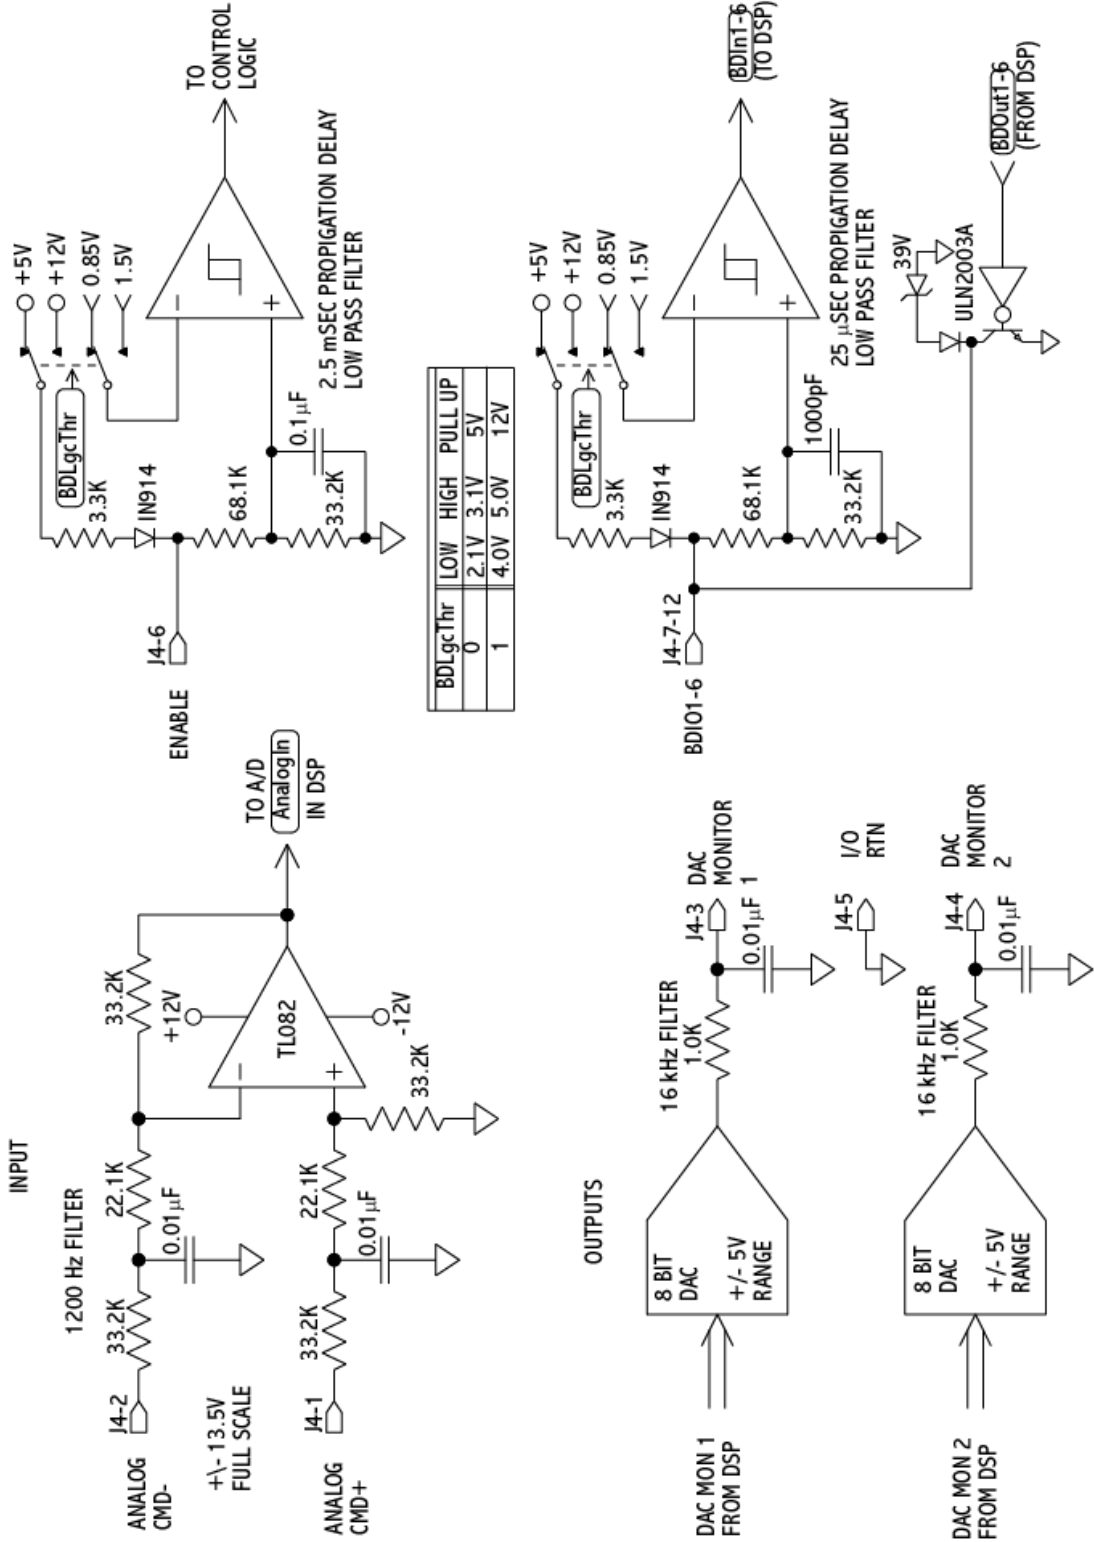 INPUT
1200 Hz FILTER
J4-2
ANALOG
CMD-
33.2K
0.01µF
22.1K
33.2K
+\- 13.5V
FULL SCALE
J4-1
ANALOG
CMD+
33.2K
0.01µF
22.1K
33.2K
+12V
TL082
-12V
-
+
TO A/D
AnalogIn
IN DSP
ENABLE
J4-6
3.3K
IN914
68.1K
33.2K
0.1µF
BDLgcThr
+5V
+12V
0.85V
1.5V
-
+
TO
CONTROL
LOGIC
2.5 mSEC PROPIGATION DELAY
LOW PASS FILTER
BDLgcThr LOW HIGH PULL UP
0 2.1V 3.1V 5V
1 4.0V 5.0V 12V
OUTPUTS
DAC MON 1
FROM DSP
8 BIT
DAC
+/- 5V
RANGE
16 kHz FILTER
1.0K
0.01µF
J4-3
DAC
MONITOR
1
J4-5
I/O
RTN
DAC MON 2
FROM DSP
8 BIT
DAC
+/- 5V
RANGE
16 kHz FILTER
1.0K
0.01µF
J4-4
DAC
MONITOR
2
BDIO1-6
J4-7-12
3.3K
IN914
68.1K
33.2K
1000pF
BDLgcThr
+5V
+12V
0.85V
1.5V
-
+
BDIn1-6
(TO DSP)
25 µSEC PROPIGATION DELAY
LOW PASS FILTER
39V
ULN2003A
BDOut1-6
(FROM DSP)